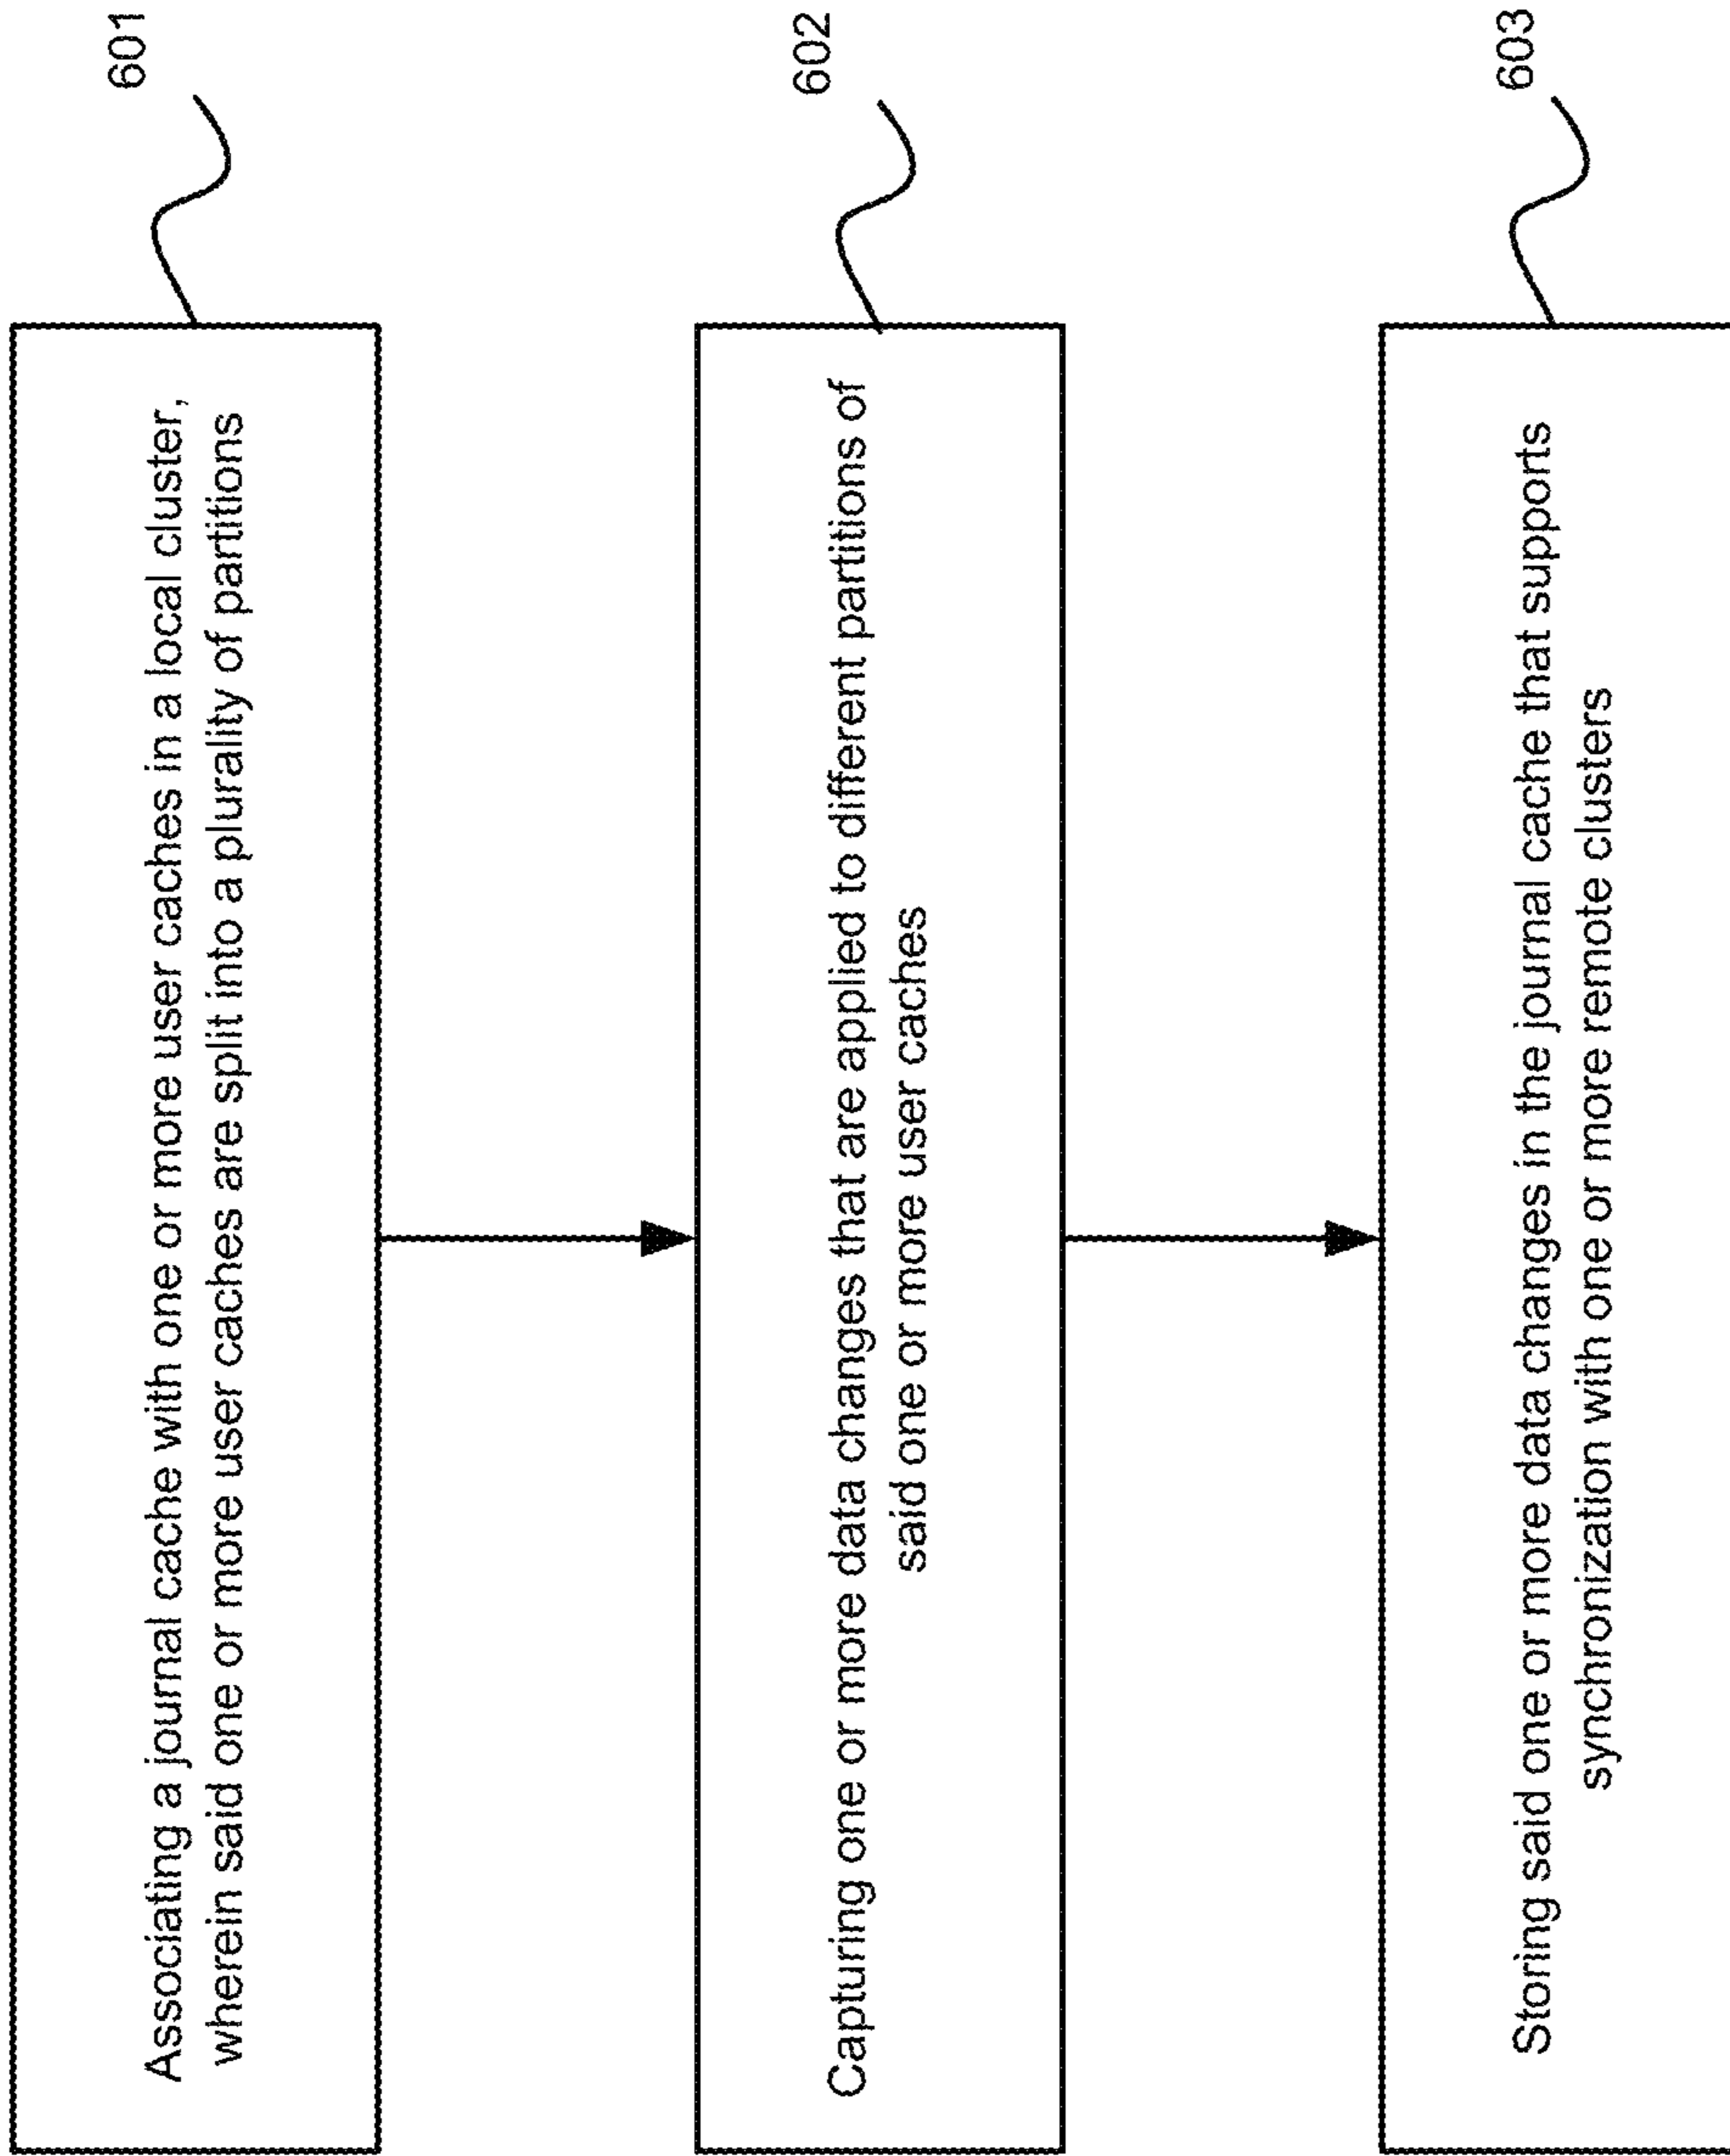 601
Associating a journal cache with one or more user caches in a local cluster,
wherein said one or more user caches are split into a plurality of partitions
602
Capturing one or more data changes that are applied to different partitions of
said one or more user caches
603
Storing said one or more data changes in the journal cache that supports
synchronization with one or more remote clusters